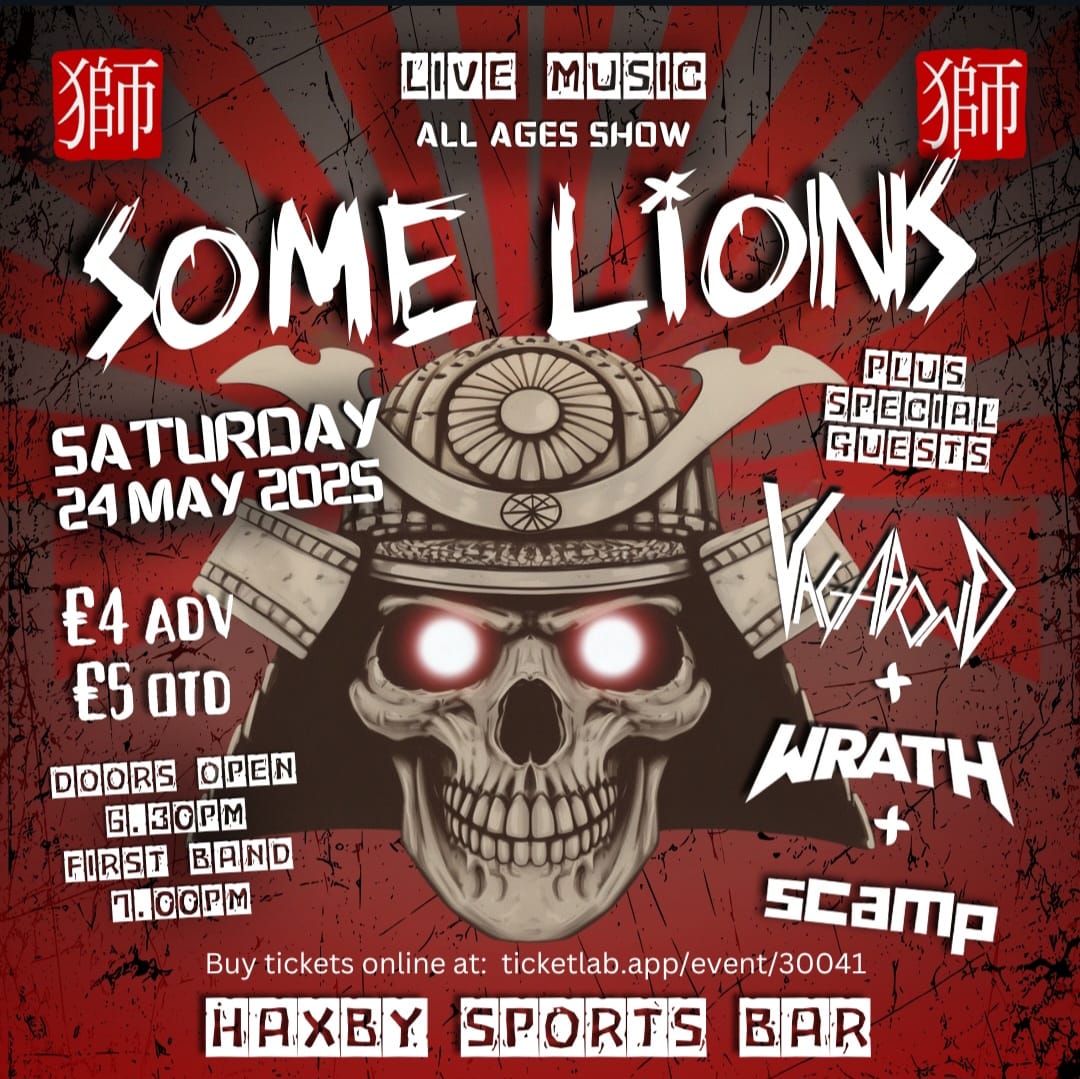 獅
LIVE MUSIC
獅
ALL AGES SHOW
SOME LIONS
PLUS
SPECIAL
GUESTS
SATURDAY
24 MAY 2025
VAGABOND
+
WRATH
+
scamp
£4 ADV
£5 OTD
DOORS OPEN
6.30PM
FIRST BAND
7.00PM
Buy tickets online at: ticketlab.app/event/30041
HAXBY SPORTS BAR